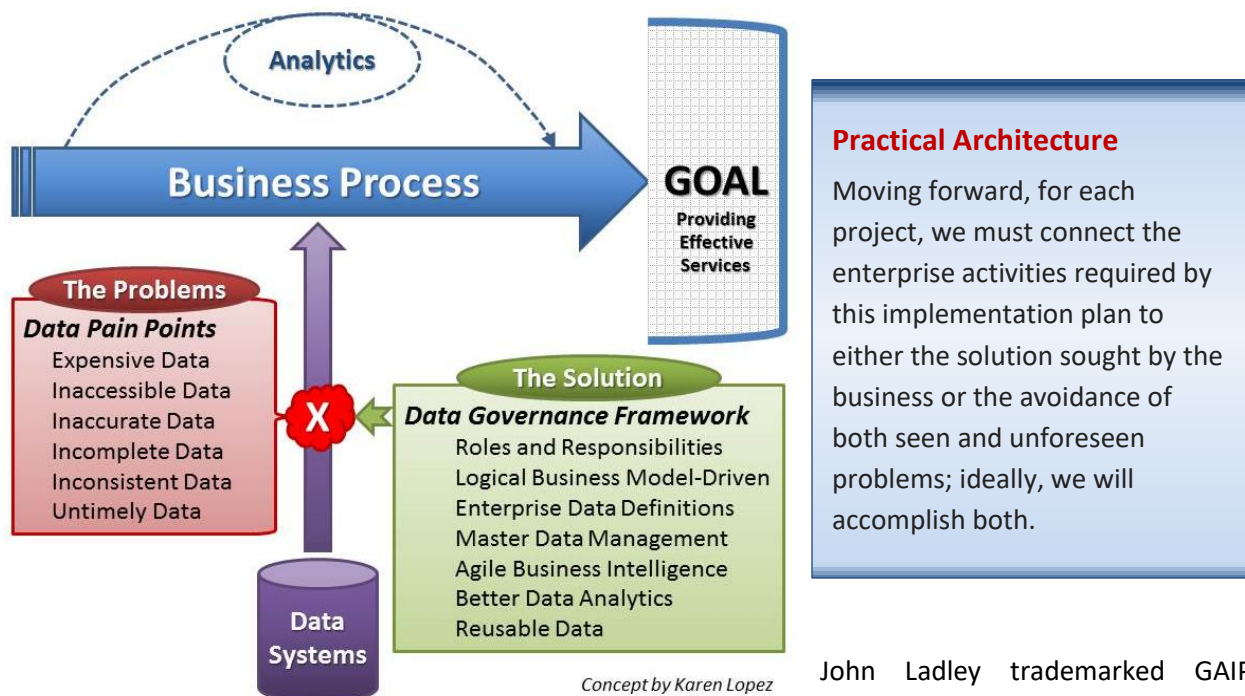 Analytics
Business Process
GOAL
Providing
Effective
Services
The Problems
Data Pain Points
Expensive Data
Inaccessible Data
Inaccurate Data
Incomplete Data
Inconsistent Data
Untimely Data
X
The Solution
Data Governance Framework
Roles and Responsibilities
Logical Business Model-Driven
Enterprise Data Definitions
Master Data Management
Agile Business Intelligence
Better Data Analytics
Reusable Data
Data
Systems
Concept by Karen Lopez
Practical Architecture
Moving forward, for each
project, we must connect the
enterprise activities required by
this implementation plan to
either the solution sought by the
business or the avoidance of
both seen and unforeseen
problems; ideally, we will
accomplish both.
John Ladley trademarked GAIP